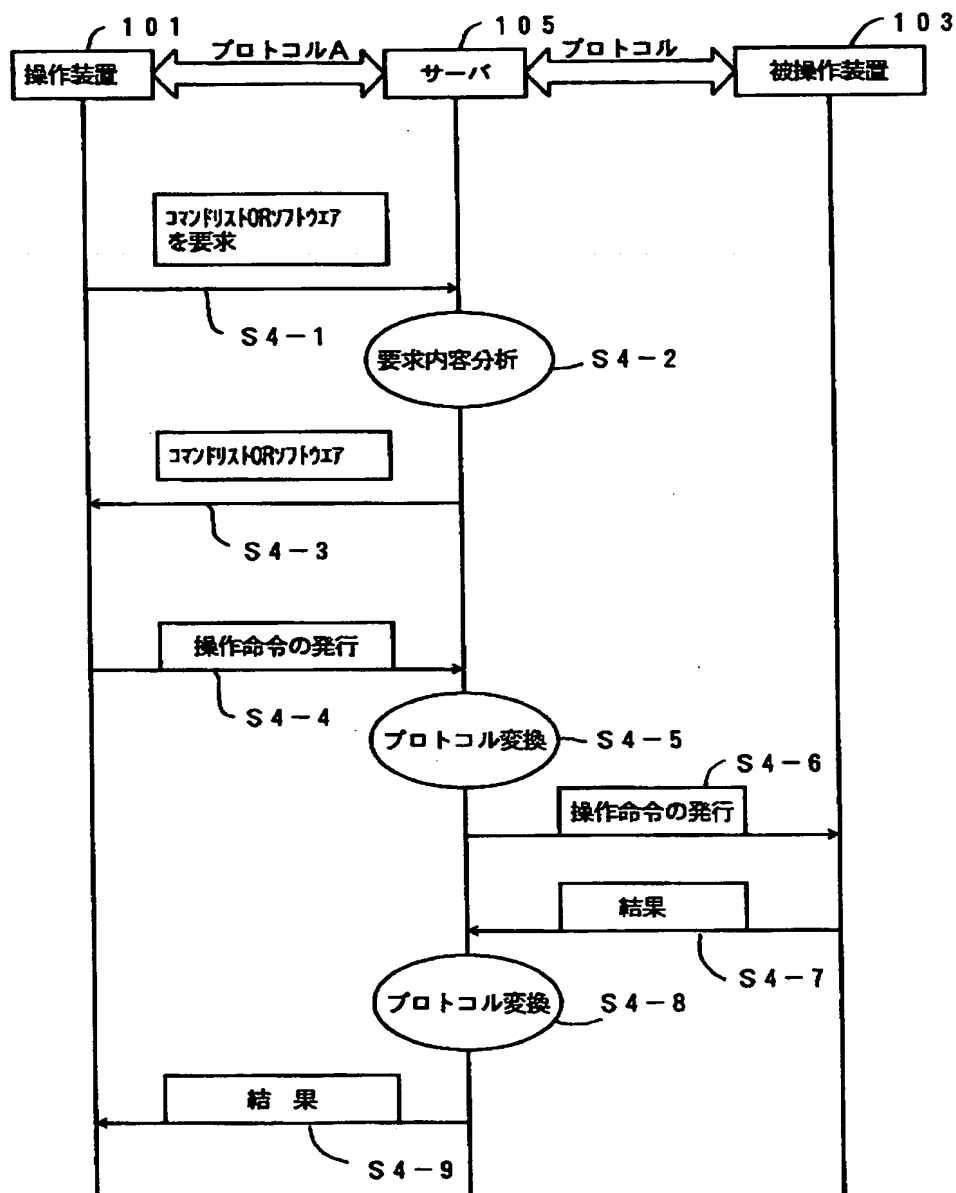 101
プロトコルA
105
プロトコル
103
操作装置
サーバ
被操作装置
コマンドリストORソフトウエア
を要求
S4-1
要求内容分析
S4-2
コマンドリストORソフトウエア
S4-3
操作命令の発行
S4-4
プロトコル変換
S4-5
S4-6
操作命令の発行
結果
S4-7
プロトコル変換
S4-8
結 果
S4-9